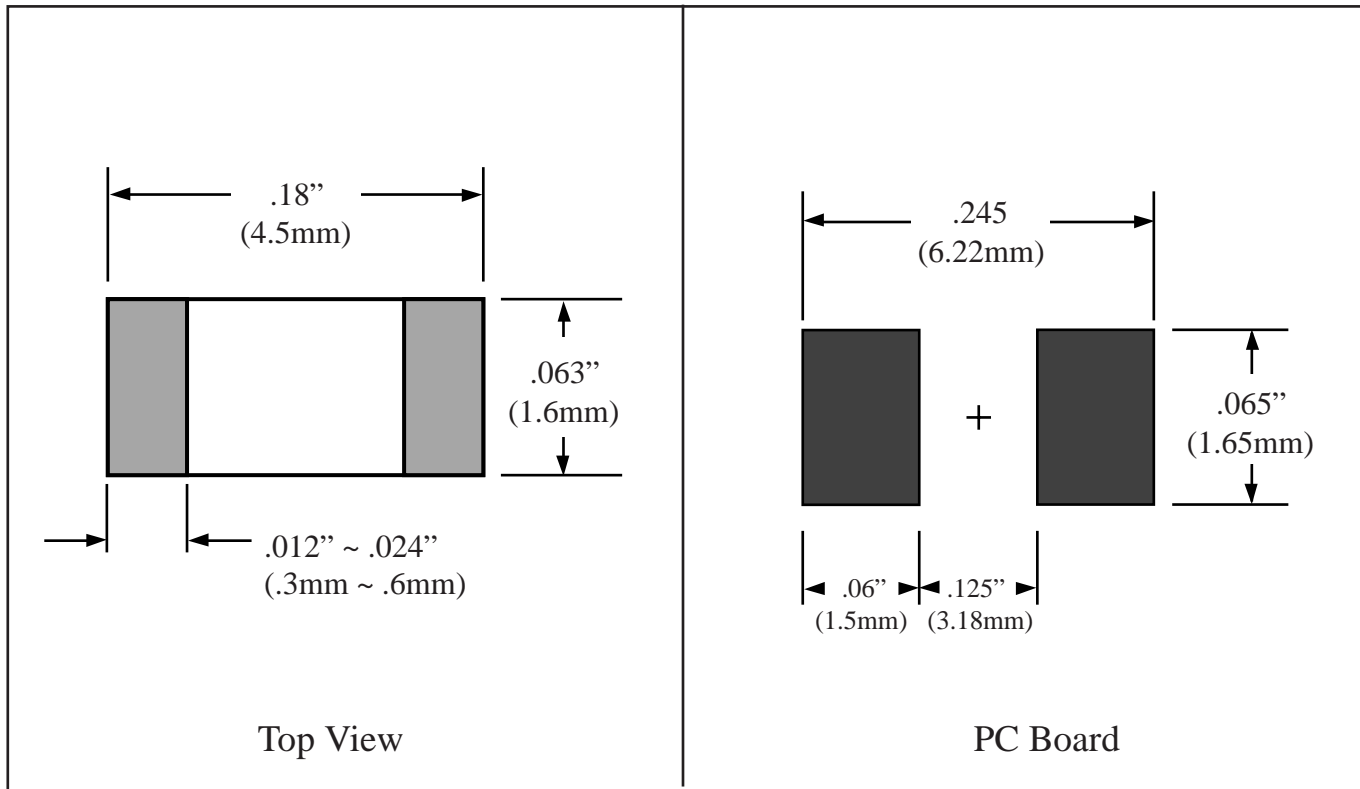 .18”
(4.5mm)
.063”
(1.6mm)
.012” ~ .024”
(.3mm ~ .6mm)
Top View
.245
(6.22mm)
+
.065”
(1.65mm)
.06”
(1.5mm)
.125”
(3.18mm)
PC Board